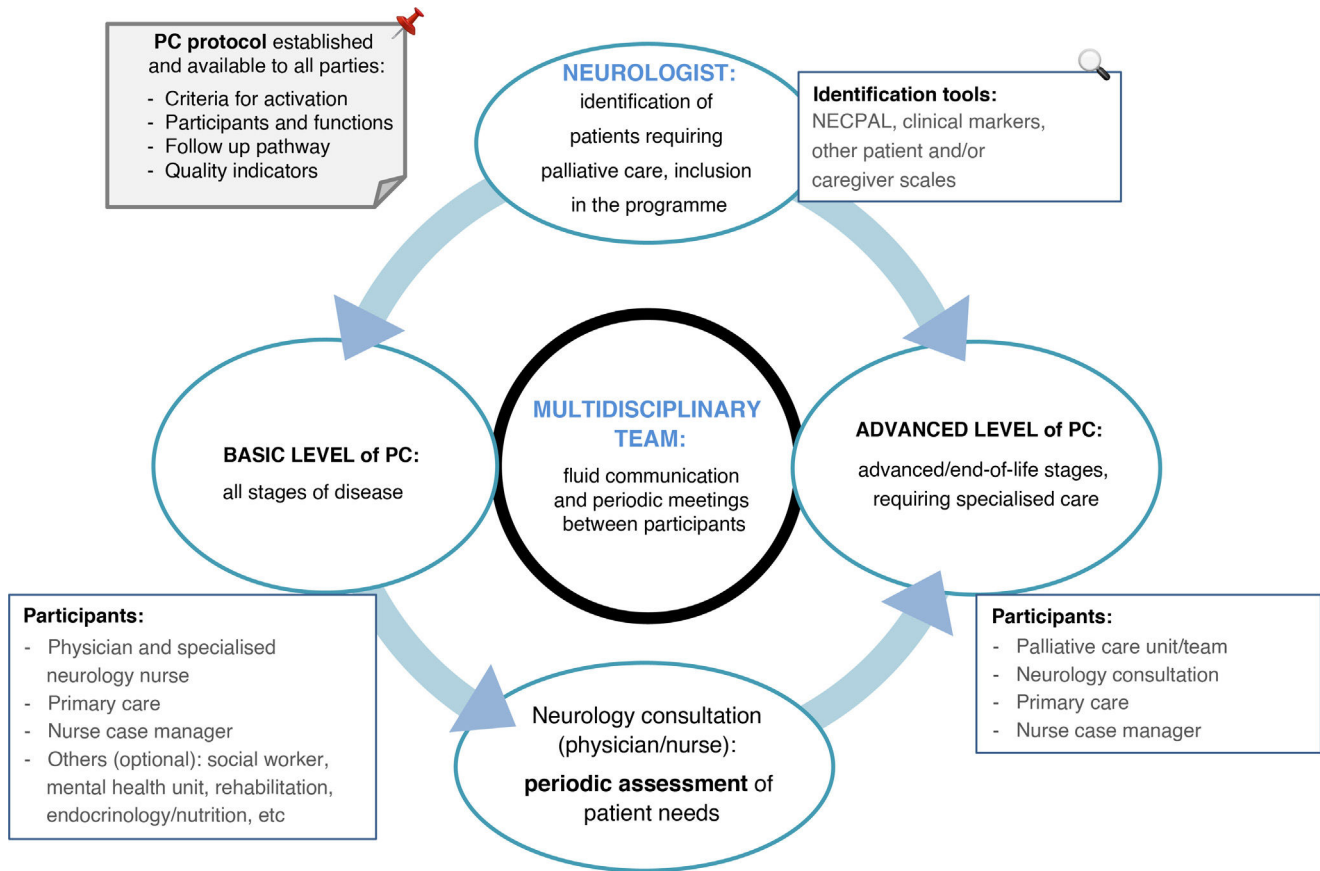 PC protocol established
and available to all parties:
- Criteria for activation
- Participants and functions
- Follow up pathway
- Quality indicators
NEUROLOGIST:
identification of
patients requiring
palliative care, inclusion
in the programme
Identification tools:
NECPAL, clinical markers,
other patient and/or
caregiver scales
BASIC LEVEL of PC:
all stages of disease
MULTIDISCIPLINARY
TEAM:
fluid communication
and periodic meetings
between participants
ADVANCED LEVEL of PC:
advanced/end-of-life stages,
requiring specialised care
Participants:
- Physician and specialised
neurology nurse
- Primary care
- Nurse case manager
- Others (optional): social worker,
mental health unit, rehabilitation,
endocrinology/nutrition, etc
Neurology consultation
(physician/nurse):
periodic assessment of
patient needs
Participants:
- Palliative care unit/team
- Neurology consultation
- Primary care
- Nurse case manager